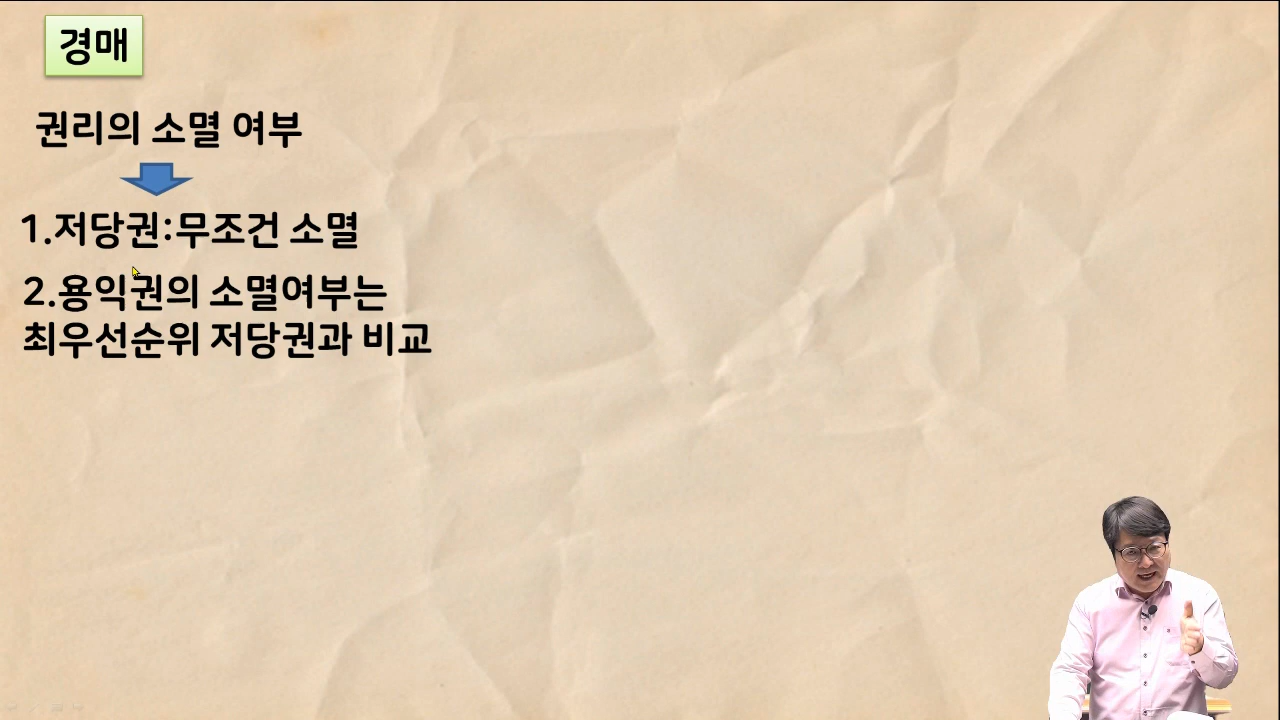 경매
권리의 소멸 여부
1.저당권:무조건 소멸
2.용익권의 소멸여부는
최우선순위 저당권과 비교